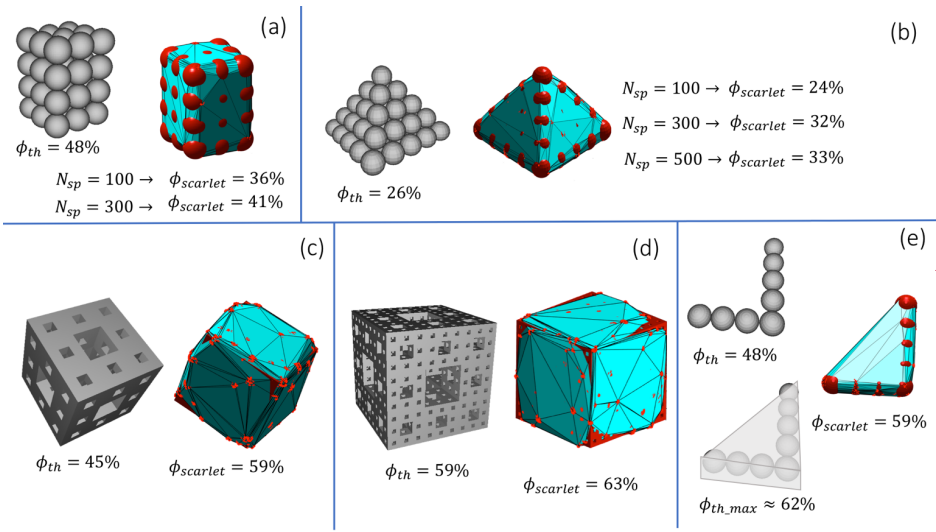 (a)
ϕ_th = 48%
N_sp = 100 → ϕ_scarlet = 36%
N_sp = 300 → ϕ_scarlet = 41%
(b)
ϕ_th = 26%
N_sp = 100 → ϕ_scarlet = 24%
N_sp = 300 → ϕ_scarlet = 32%
N_sp = 500 → ϕ_scarlet = 33%
(c)
ϕ_th = 45%
ϕ_scarlet = 59%
(d)
ϕ_th = 59%
ϕ_scarlet = 63%
(e)
ϕ_th = 48%
ϕ_scarlet = 59%
ϕ_th_max ≈ 62%